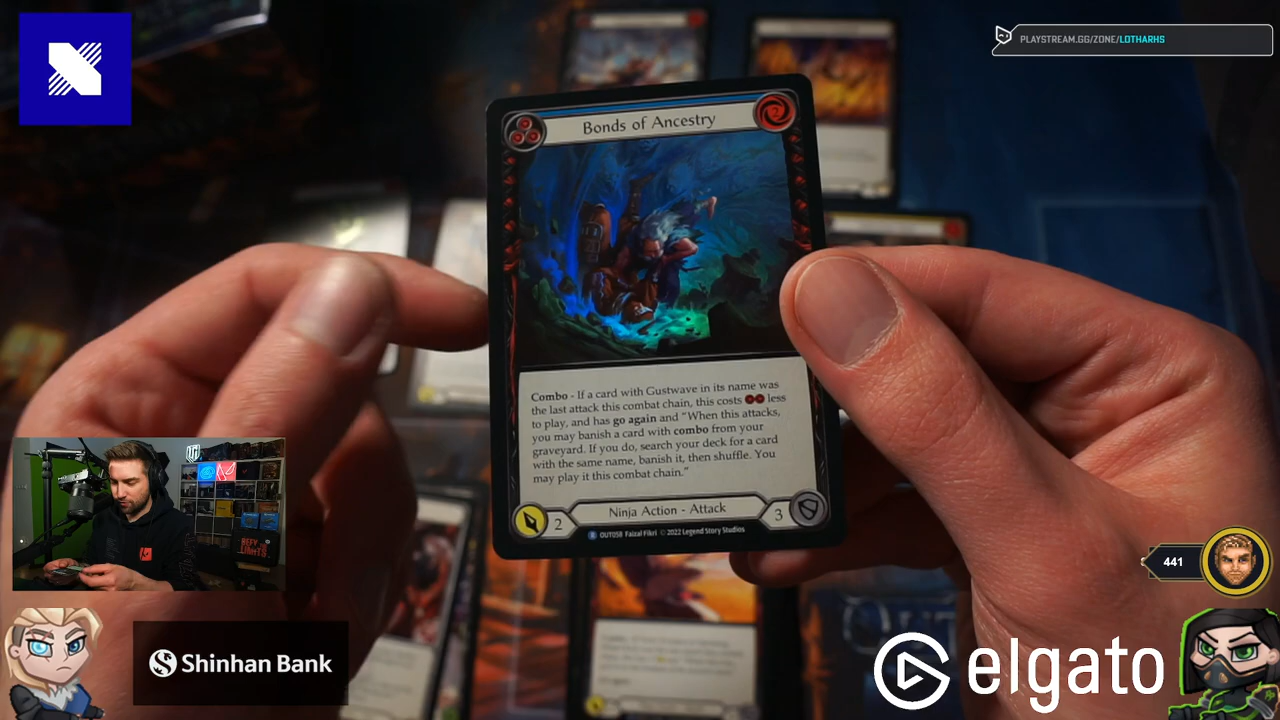 PLAYSTREAM.GG/ZONE/LOTHARHS
Bonds of Ancestry
2
Combo - If a card with Gustwave in its name was
the last attack this combat chain, this costs less
to play, and has go again and "When this attacks,
you may banish a card with combo from your
graveyard. If you do, search your deck for a card
with the same name, banish it, then shuffle. You
may play it this combat chain."
2
Ninja Action - Attack
3
OUT058 Faizal Fikri © 2022 Legend Story Studios
DEFY THE LIMITS
441
Shinhan Bank
elgato